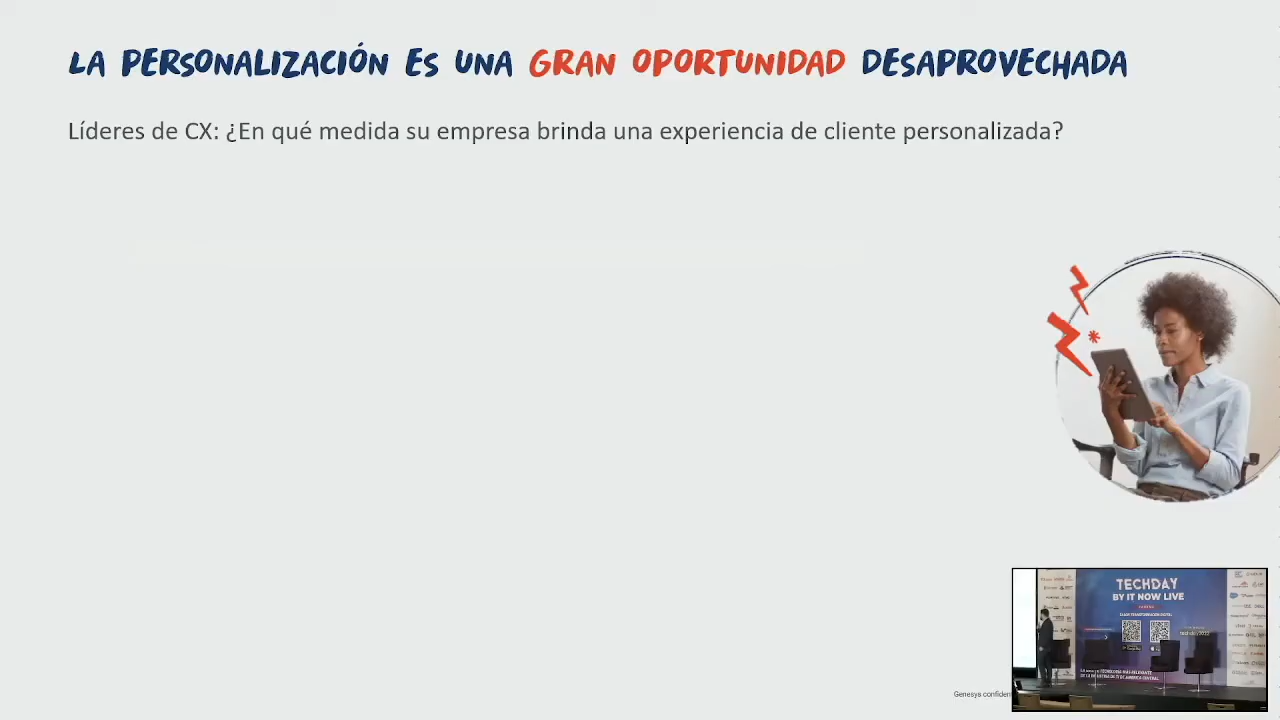 LA PERSONALIZACIÓN ES UNA GRAN OPORTUNIDAD DESAPROVECHADA
Líderes de CX: ¿En qué medida su empresa brinda una experiencia de cliente personalizada?
TECHDAY
BY IT NOW LIVE
Genesys